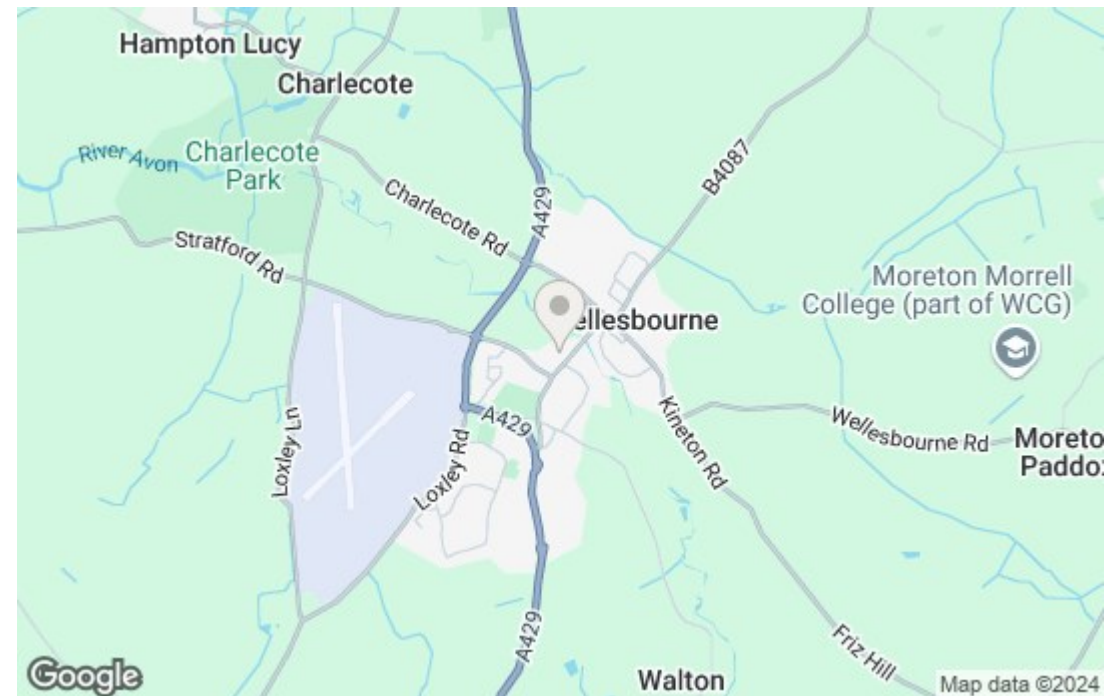 Hampton Lucy
Charlecote
River Avon
Charlecote
Park
Charlecote Rd
A429
B4087
Stratford Rd
Moreton Morrell
College (part of WCG)
ellesbourne
A429
Kineton Rd
Wellesbourne Rd
Moreto
Paddox
Loxley Ln
Loxley Rd
A429
Friz Hill
Walton
Google
Map data ©2024